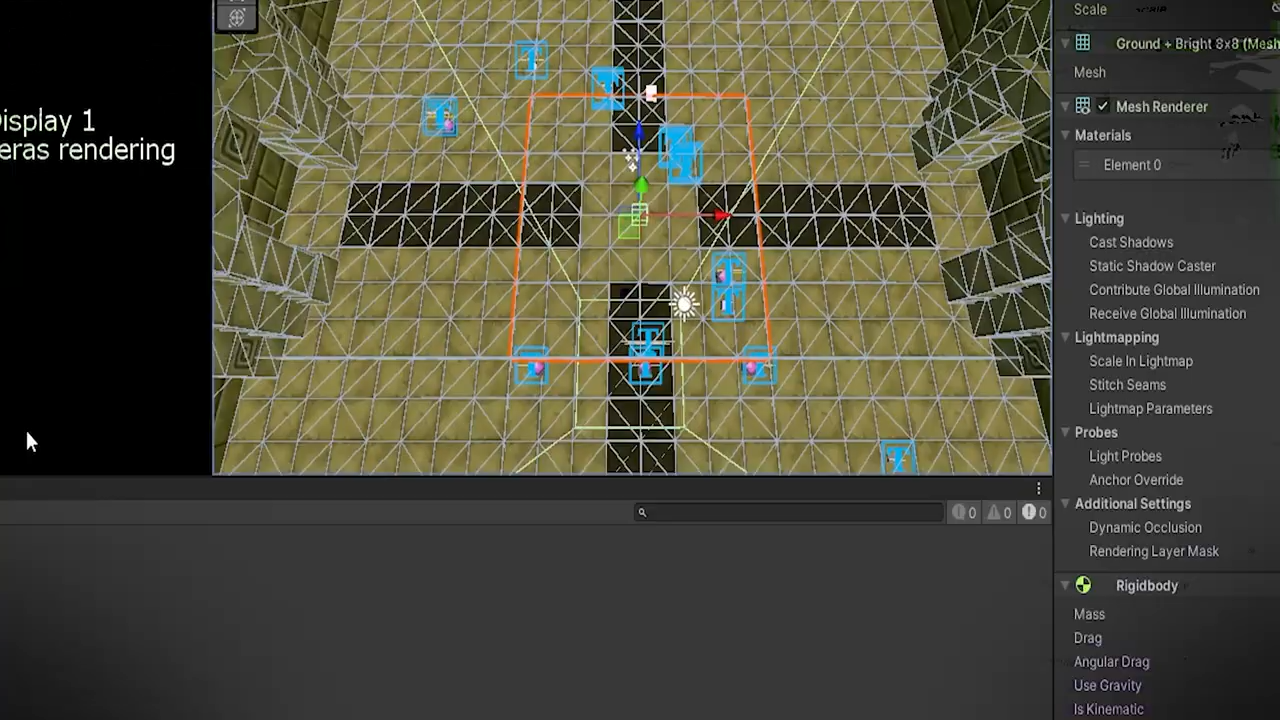 Scale
Ground + Bright 8x8 (Mesh
Mesh
Mesh Renderer
Materials
Element 0
isplay 1
eras rendering
Lighting
Cast Shadows
Static Shadow Caster
Contribute Global Illumination
Receive Global Illumination
Lightmapping
Scale In Lightmap
Stitch Seams
Lightmap Parameters
Probes
Light Probes
Anchor Override
Additional Settings
Dynamic Occlusion
Rendering Layer Mask
0 0 0
Rigidbody
Mass
Drag
Angular Drag
Use Gravity
Is Kinematic